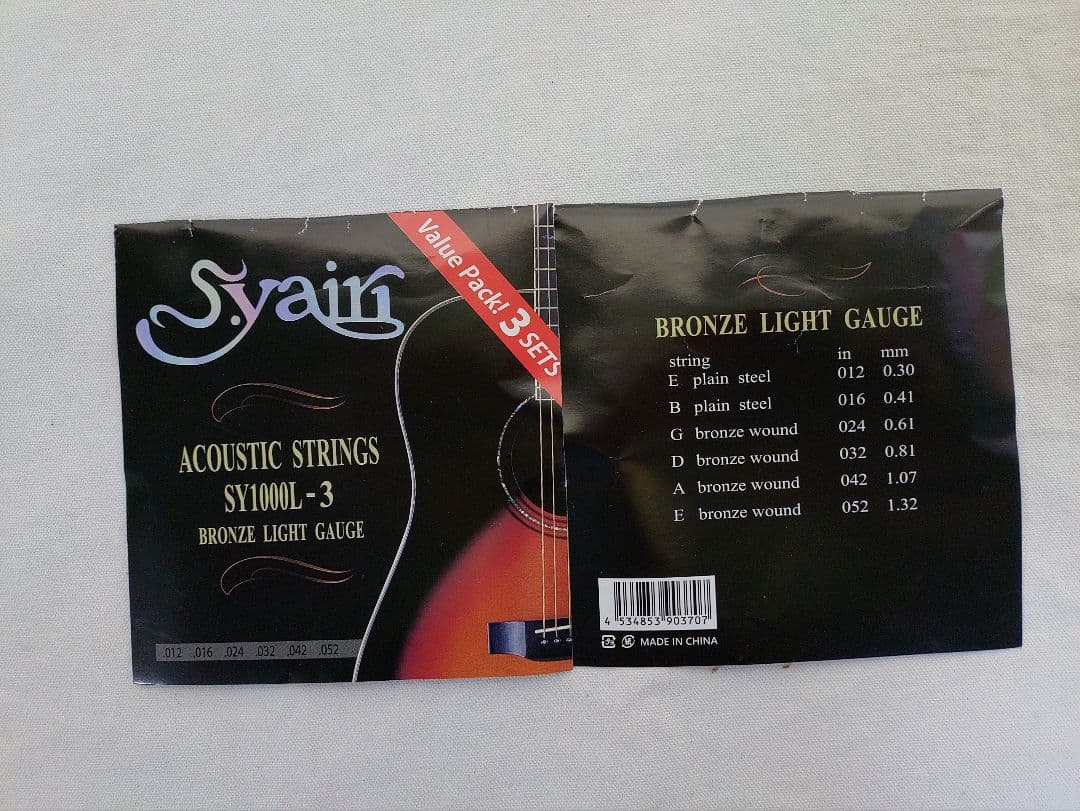 S.yairi
Value Pack! 3 SETS
ACOUSTIC STRINGS
SY1000L-3
BRONZE LIGHT GAUGE
.012 .016 .024 .032 .042 .052
BRONZE LIGHT GAUGE
string in mm
E plain steel 012 0.30
B plain steel 016 0.41
G bronze wound 024 0.61
D bronze wound 032 0.81
A bronze wound 042 1.07
E bronze wound 052 1.32
4 534853 903707
MADE IN CHINA